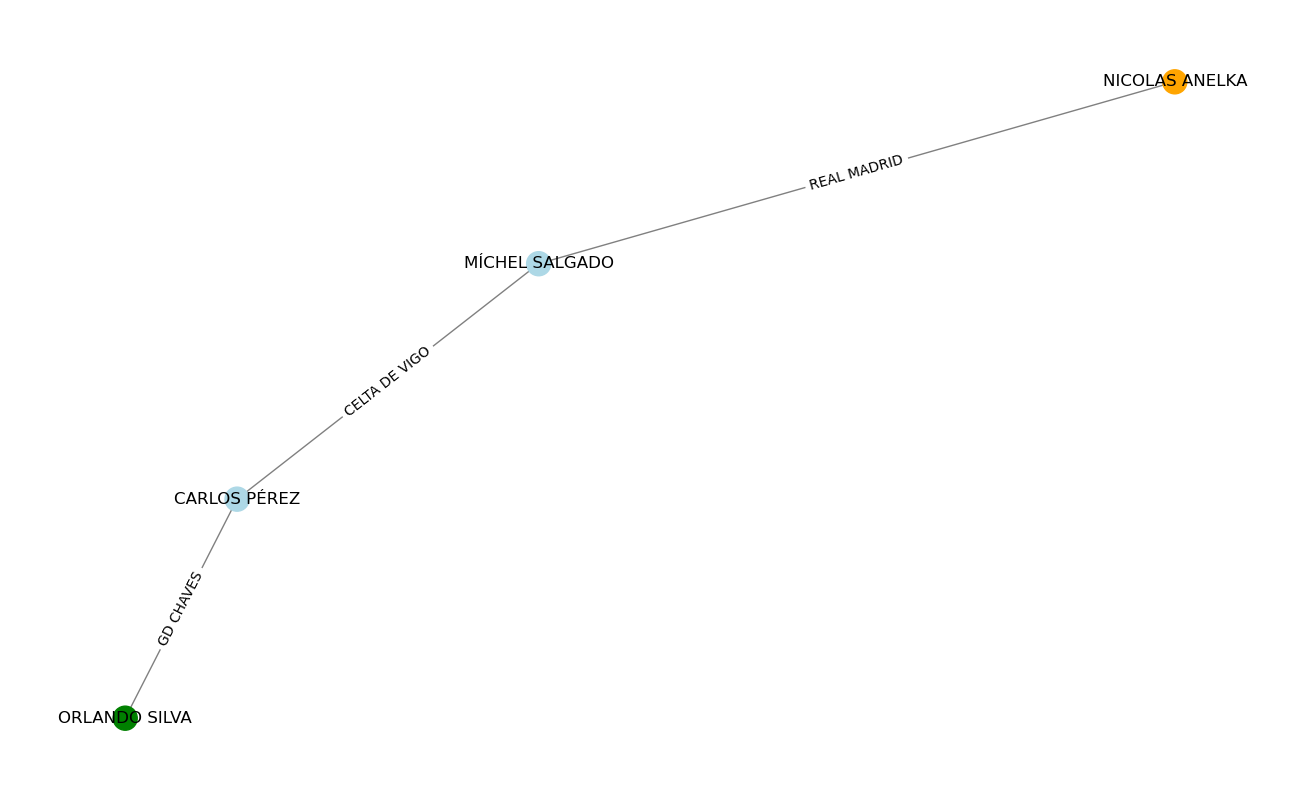 NICOLAS ANELKA
REAL MADRID
MÍCHEL SALGADO
CELTA DE VIGO
CARLOS PÉREZ
GD CHAVES
ORLANDO SILVA